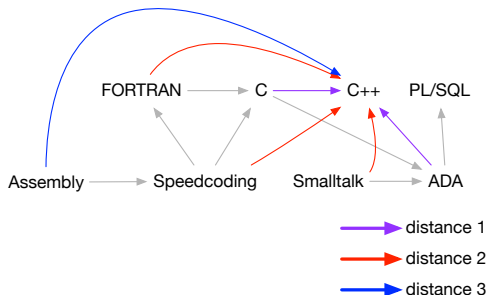 FORTRAN C C++ PL/SQL
Assembly Speedcoding Smalltalk ADA
distance 1
distance 2
distance 3